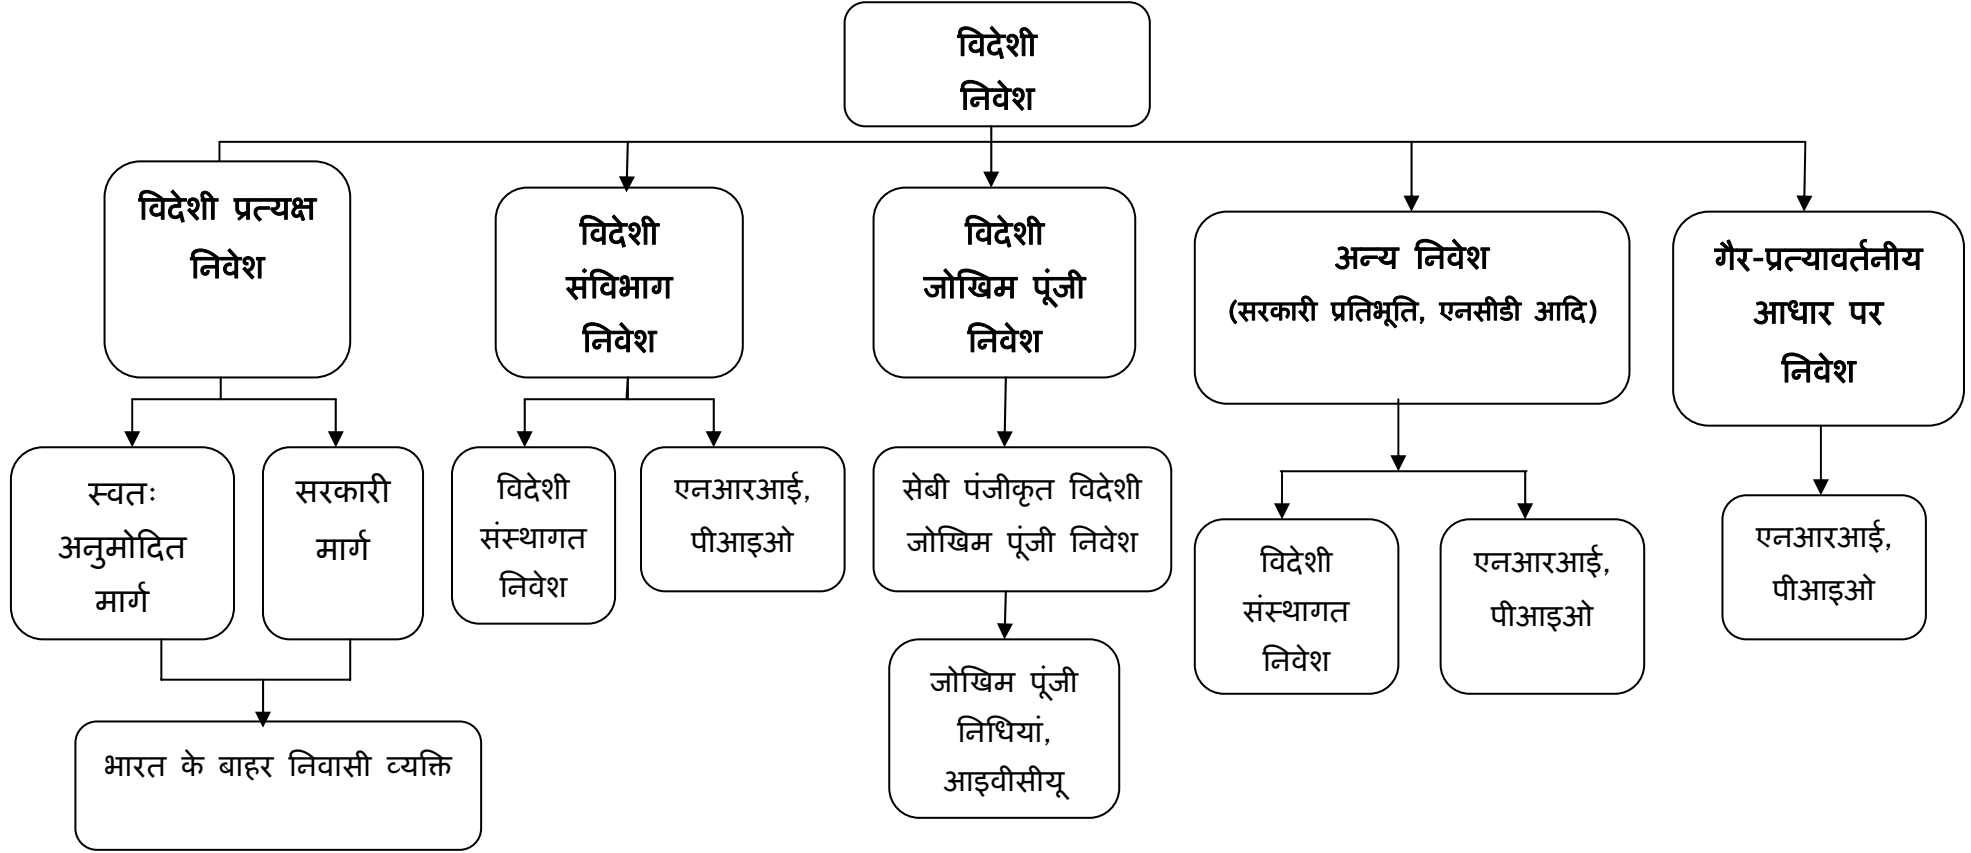 विदेशी
निवेश
विदेशी प्रत्यक्ष
निवेश
विदेशी
संविभाग
निवेश
विदेशी
जोखिम पूंजी
निवेश
अन्य निवेश
(सरकारी प्रतिभूति, एनसीडी आदि)
गैर-प्रत्यावर्तनीय
आधार पर
निवेश
स्वतः
अनुमोदित
मार्ग
सरकारी
मार्ग
विदेशी
संस्थागत
निवेश
एनआरआई,
पीआइओ
सेबी पंजीकृत विदेशी
जोखिम पूंजी निवेश
विदेशी
संस्थागत
निवेश
एनआरआई,
पीआइओ
एनआरआई,
पीआइओ
भारत के बाहर निवासी व्यक्ति
जोखिम पूंजी
निधियां,
आइवीसीयू